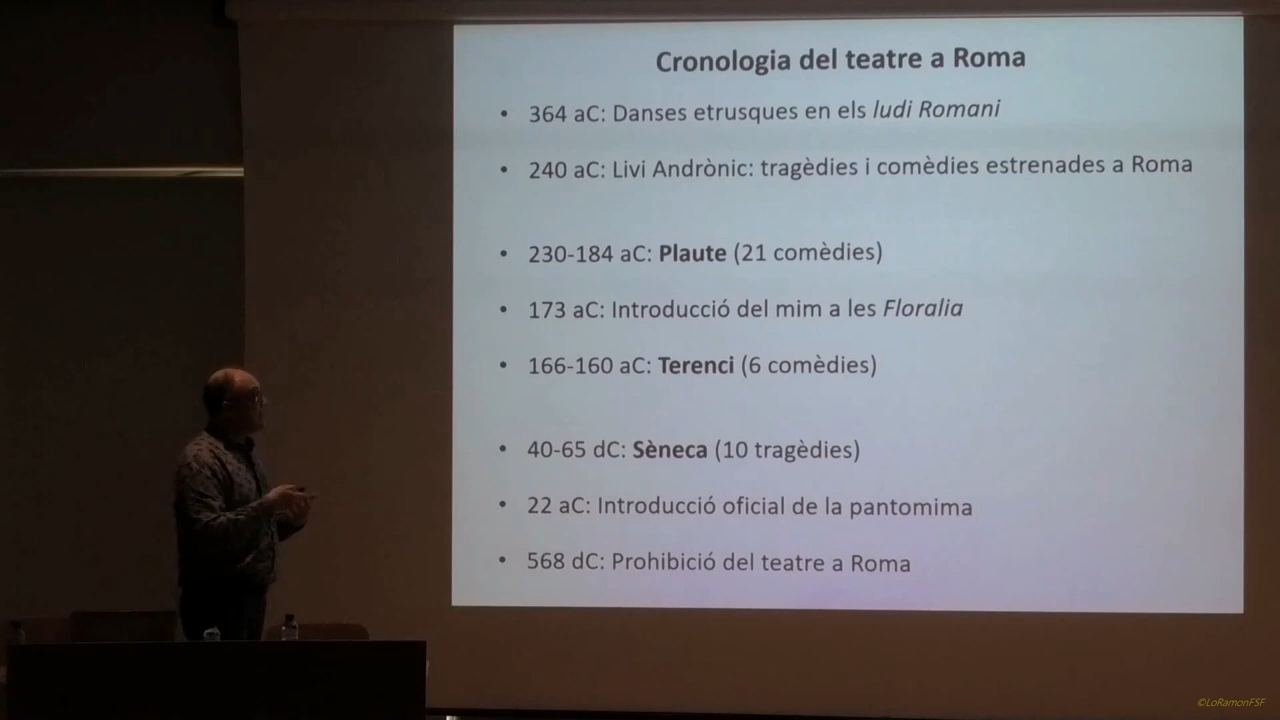 Cronologia del teatre a Roma
• 364 aC: Danses etrusques en els ludi Romani
• 240 aC: Livi Andrònic: tragèdies i comèdies estrenades a Roma
• 230-184 aC: Plaute (21 comèdies)
• 173 aC: Introducció del mim a les Floralia
• 166-160 aC: Terenci (6 comèdies)
• 40-65 dC: Sèneca (10 tragèdies)
• 22 aC: Introducció oficial de la pantomima
• 568 dC: Prohibició del teatre a Roma
©LoRamonFSF